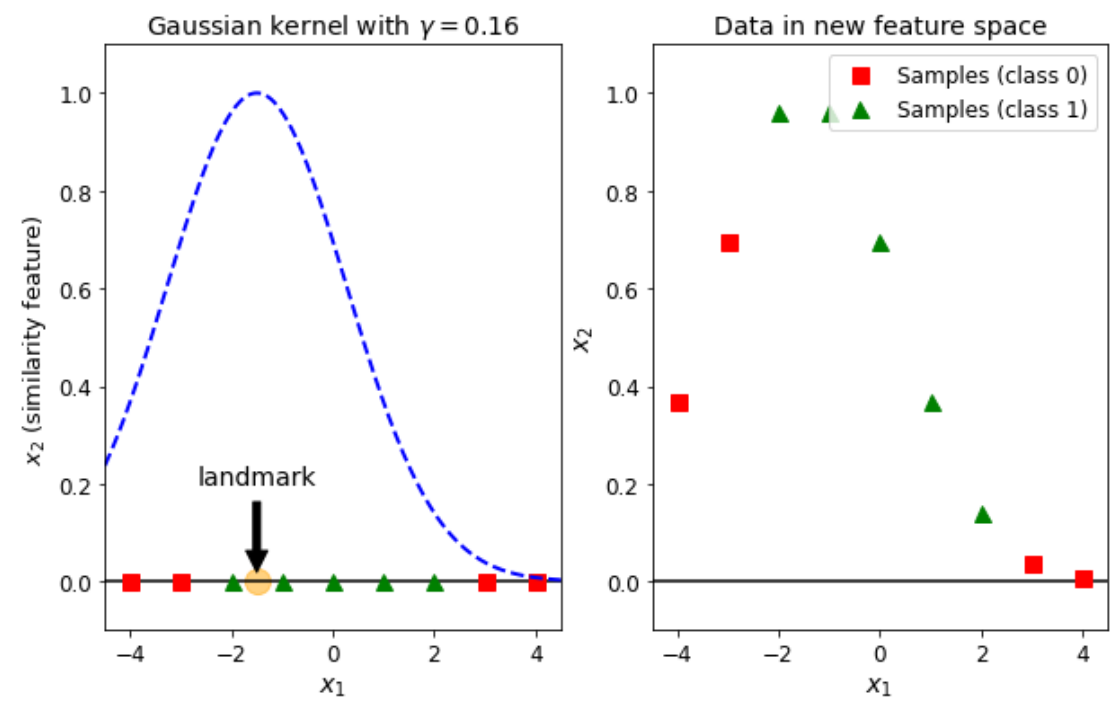 Gaussian kernel with γ = 0.16
x₂ (similarity feature)
1.0
0.8
0.6
0.4
0.2
0.0
landmark
−4
−2
0
2
4
x₁
Data in new feature space
Samples (class 0)
Samples (class 1)
x₂
1.0
0.8
0.6
0.4
0.2
0.0
−4
−2
0
2
4
x₁